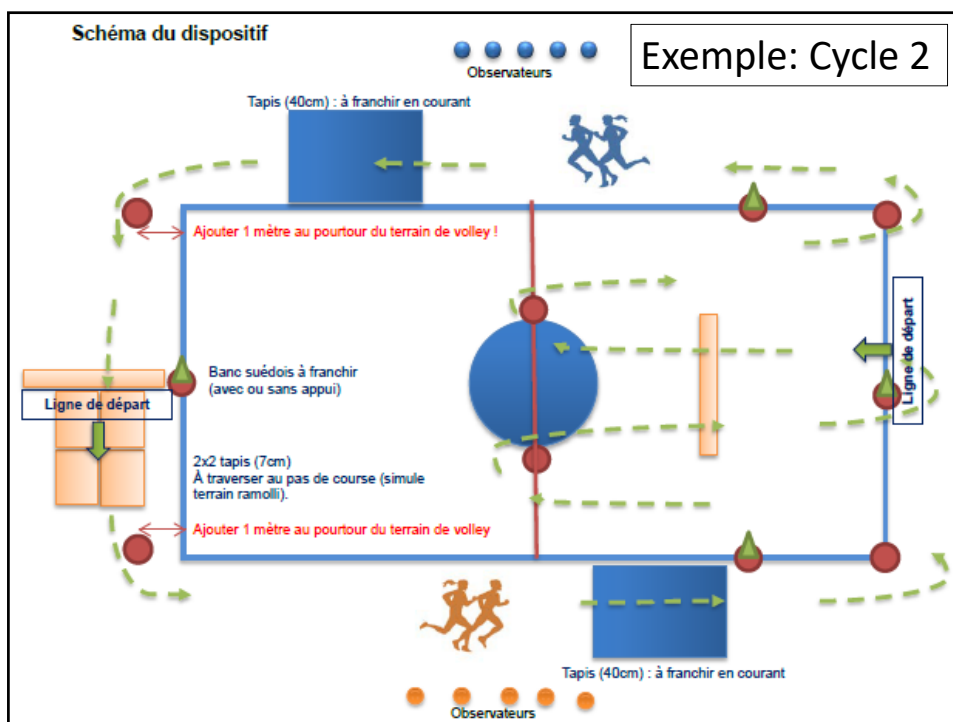 Schéma du dispositif
Exemple: Cycle 2
Observateurs
Tapis (40cm) : à franchir en courant
Ajouter 1 mètre au pourtour du terrain de volley !
Ligne de départ
Banc suédois à franchir
(avec ou sans appui)
Ligne de départ
2x2 tapis (7cm)
À traverser au pas de course (simule
terrain ramolli).
Ajouter 1 mètre au pourtour du terrain de volley
Tapis (40cm) : à franchir en courant
Observateurs